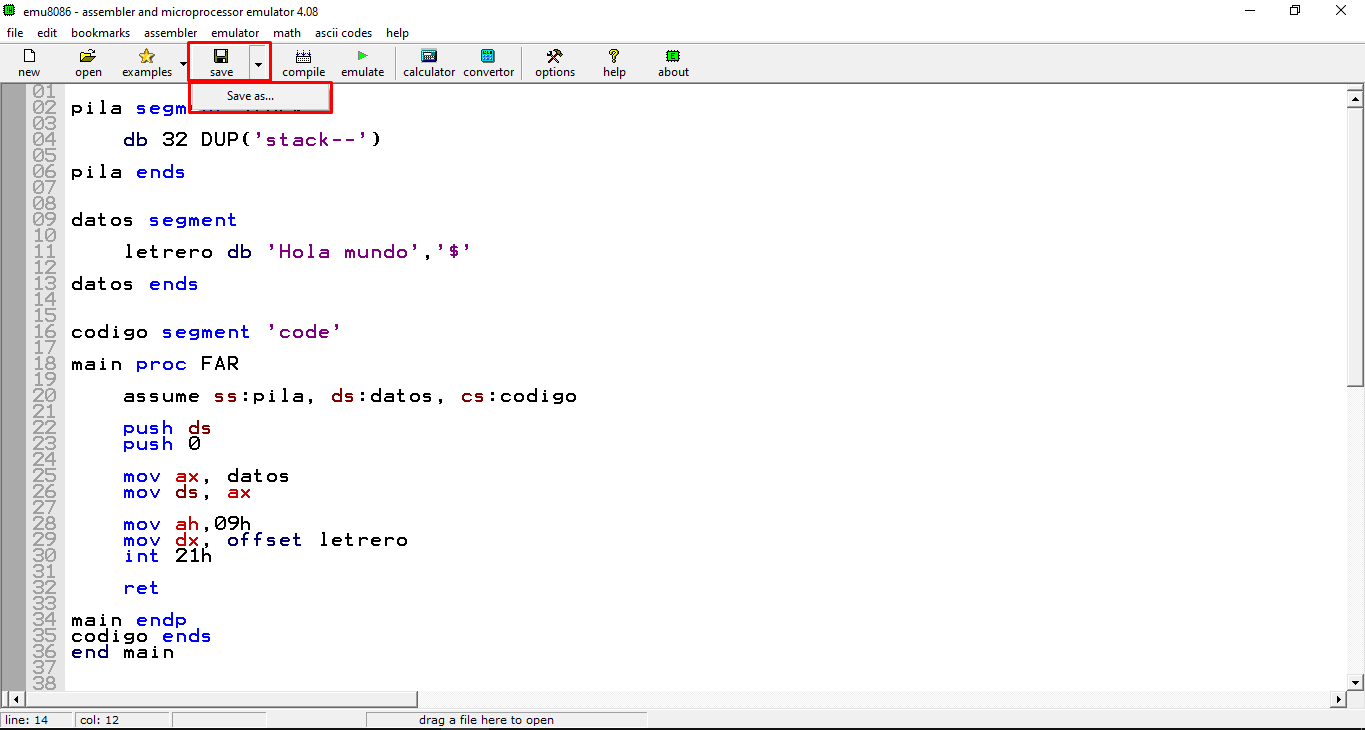 emu8086 - assembler and microprocessor emulator 4.08
file edit bookmarks assembler emulator math ascii codes help
new open examples save compile emulate calculator convertor options help about
Save as...
01
02 pila segm
03
04 db 32 DUP('stack--')
05
06 pila ends
07
08
09 datos segment
10
11 letrero db 'Hola mundo','$'
12
13 datos ends
14
15
16 codigo segment 'code'
17
18 main proc FAR
19
20 assume ss:pila, ds:datos, cs:codigo
21
22 push ds
23 push 0
24
25 mov ax, datos
26 mov ds, ax
27
28 mov ah,09h
29 mov dx, offset letrero
30 int 21h
31
32 ret
33
34 main endp
35 codigo ends
36 end main
37
38
line: 14 col: 12 drag a file here to open